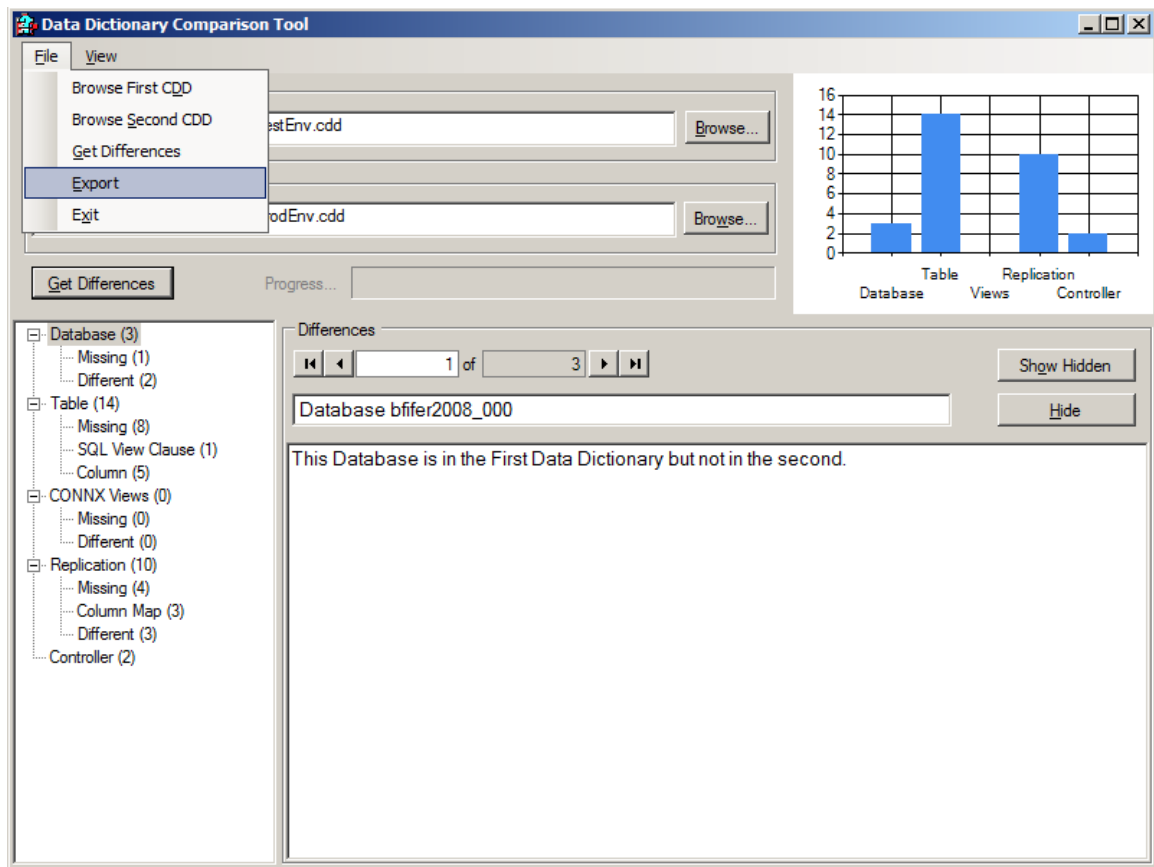 Data Dictionary Comparison Tool
File View
Browse First CDD
Browse Second CDD
Get Differences
Export
Exit
estEnv.cdd
Browse...
rodEnv.cdd
Browse...
Get Differences
Progress...
16
14
12
10
8
6
4
2
0
Table Replication
Database Views Controller
Database (3)
Missing (1)
Different (2)
Table (14)
Missing (8)
SQL View Clause (1)
Column (5)
CONNX Views (0)
Missing (0)
Different (0)
Replication (10)
Missing (4)
Column Map (3)
Different (3)
Controller (2)
Differences
1 of 3
Show Hidden
Database bfifer2008_000
Hide
This Database is in the First Data Dictionary but not in the second.